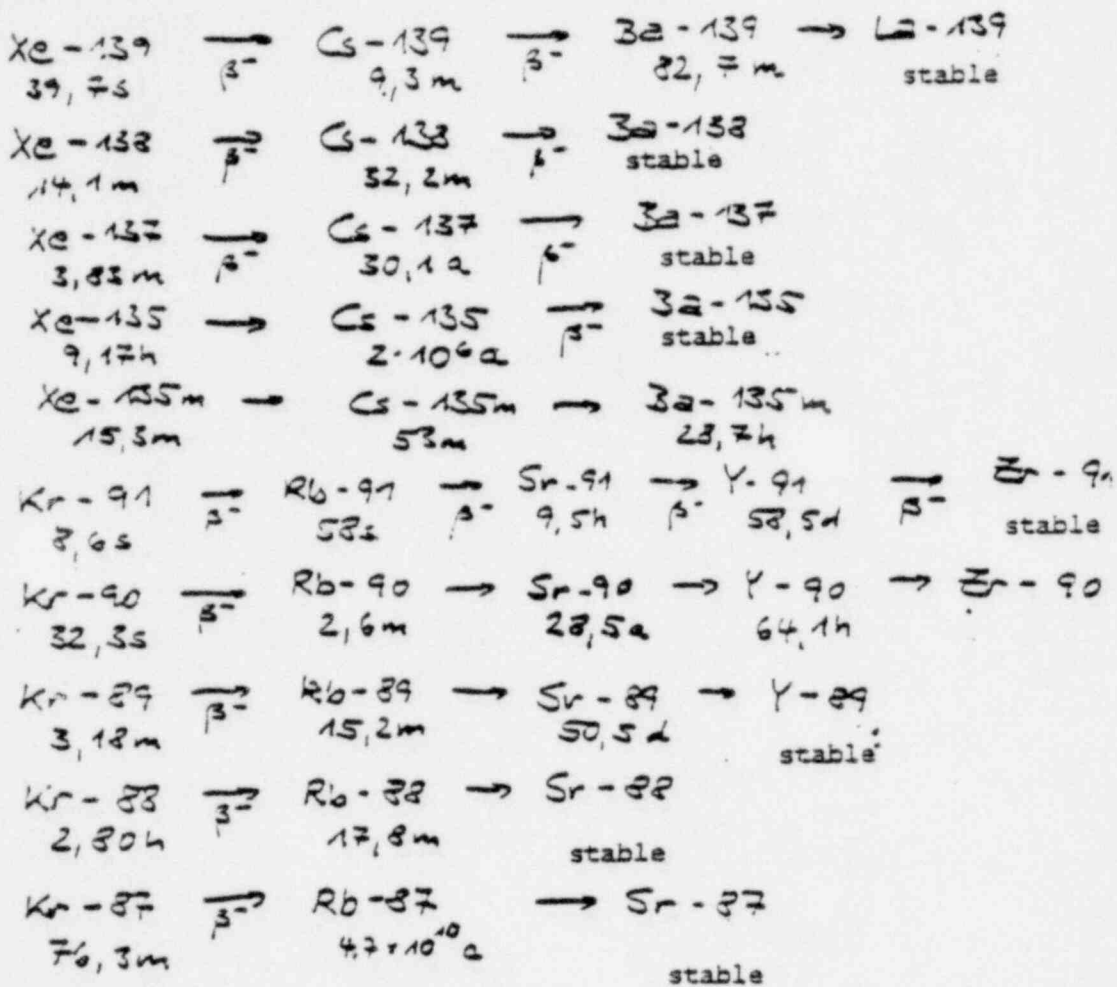 Xe-139 → Cs-139 → Ba-139 → La-139
β⁻ β⁻
39,7s 9,3m 82,7m stable
Xe-138 → Cs-138 → Ba-138
β⁻ β⁻
14,1m 32,2m stable
Xe-137 → Cs-137 → Ba-137
β⁻ β⁻
3,83m 30,1a stable
Xe-135 → Cs-135 → Ba-135
β⁻
9,17h 2·10⁶a stable
Xe-135m → Cs-135m → Ba-135m
15,3m 53m 28,7h
Kr-91 → Rb-91 → Sr-91 → Y-91 → Zr-91
β⁻ β⁻ β⁻ β⁻
8,6s 58s 9,5h 58,5d stable
Kr-90 → Rb-90 → Sr-90 → Y-90 → Zr-90
β⁻
32,3s 2,6m 28,5a 64,1h
Kr-89 → Rb-89 → Sr-89 → Y-89
β⁻
3,18m 15,2m 50,5d stable
Kr-88 → Rb-88 → Sr-88
β⁻
2,80h 17,8m stable
Kr-87 → Rb-87 → Sr-87
β⁻
76,3m 4,7×10¹⁰a
stable